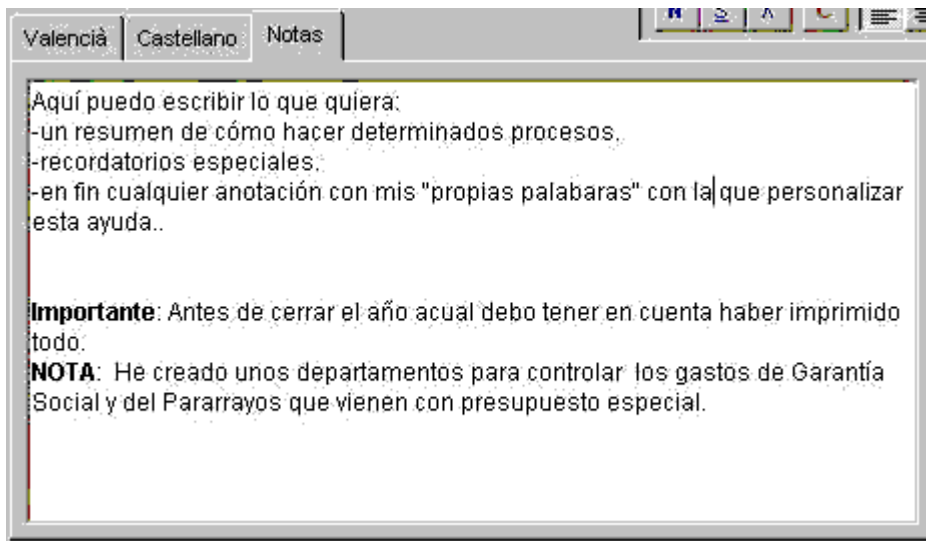 N S K C
Valencià Castellano Notas
Aquí puedo escribir lo que quiera:
-un resumen de cómo hacer determinados procesos,
-recordatorios especiales,
-en fin cualquier anotación con mis "propias palabaras" con la que personalizar
esta ayuda..
Importante: Antes de cerrar el año acual debo tener en cuenta haber imprimido
todo.
NOTA: He creado unos departamentos para controlar los gastos de Garantía
Social y del Pararrayos que vienen con presupuesto especial.